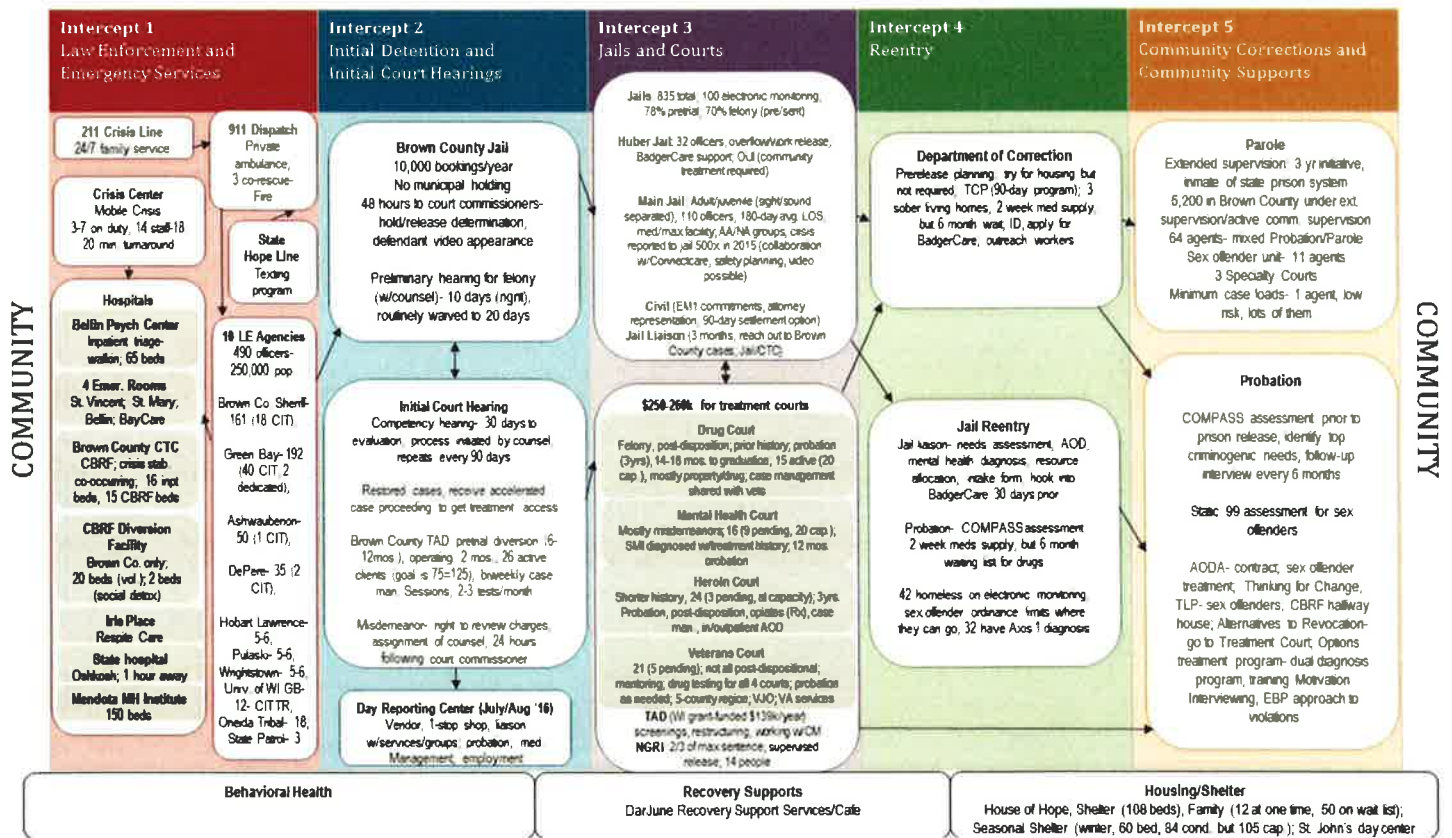 COMMUNITY
Intercept 1
Law Enforcement and
Emergency Services
211 Crisis Line
24/7 family service
911 Dispatch
Private
ambulance,
3 co-rescue-
Fire
Crisis Center
Mobile Crisis
3-7 on duty, 14 staff-18
20 min. turnaround
State
Hope Line
Texting
program
Hospitals
Bellin Psych Center
Inpatient triage-
walk-in; 65 beds
4 Emer. Rooms
St. Vincent; St. Mary;
Bellin; BayCare
Brown County CTC
CBRF; crisis stab.
co-occurring; 16 inpt
beds, 15 CBRF beds
CBRF Diversion
Facility
Brown Co. only;
20 beds (vol.); 2 beds
(social detox)
Iris Place
Respite Care
State hospital
Oshkosh; 1 hour away
Mendota MH Institute
150 beds
10 LE Agencies
490 officers-
250,000 pop
Brown Co Sheriff-
161 (18 CIT),
Green Bay- 192
(40 CIT, 2
dedicated),
Ashwaubenon-
50 (1 CIT),
DePere- 35 (2
CIT),
Hobart Lawrence-
5-6,
Pulaski- 5-6,
Wrightstown- 5-6,
Univ. of WI GB-
12- CIT TR,
Oneida Tribal- 18,
State Patrol- 3
Intercept 2
Initial Detention and
Initial Court Hearings
Brown County Jail
10,000 bookings/year
No municipal holding
48 hours to court commissioners-
hold/release determination,
defendant video appearance
Preliminary hearing for felony
(w/counsel)- 10 days (right),
routinely waved to 20 days
Initial Court Hearing
Competency hearing- 30 days to
evaluation, process initiated by counsel,
repeats every 90 days
Restored cases, receive accelerated
case proceeding to get treatment access
Brown County TAD pretrial diversion (6-
12mos.), operating 2 mos., 26 active
clients (goal is 75=125), biweekly case
man. Sessions, 2-3 tests/month
Misdemeanor- right to review charges,
assignment of counsel, 24 hours
following court commissioner
Day Reporting Center (July/Aug '16)
Vendor, 1-stop shop, liaison
w/services/groups; probation, med
Management, employment
Intercept 3
Jails and Courts
Jails 835 total, 100 electronic monitoring,
78% pretrial, 70% felony (pre/sent)
Huber Jail: 32 officers, overflow/work release,
BadgerCare support; OuI (community
treatment required)
Main Jail: Adult/juvenile (sight/sound
separated), 110 officers, 180-day avg. LOS,
med/max facility; AA/NA groups, crisis
reported to jail 500x in 2015 (collaboration
w/Connectcare, safety planning, video
possible)
Civil (EM1 commitments, attorney
representation, 90-day settlement option)
Jail Liaison (3 months, reach out to Brown
County cases, Jail/CTC)
$250-260k for treatment courts
Drug Court
Felony, post-disposition; prior history; probation
(3yrs), 14-18 mos. to graduation, 15 active (20
cap.), mostly property/drug; case management
shared with vets
Mental Health Court
Mostly misdemeanors; 16 (9 pending, 20 cap.);
SMI diagnosed w/treatment history; 12 mos.
probation
Heroin Court
Shorter history, 24 (3 pending, at capacity); 3yrs.
Probation, post-disposition, opiates (Rx), case
man., in/outpatient AOD
Veterans Court
21 (5 pending); not all post-dispositional;
mentoring; drug testing for all 4 courts; probation
as needed; 5-county region; VJO; VA services
TAD (WI grant-funded $139k/year)
screenings, restructuring, working w/CM
NGRI: 2/3 of max sentence, supervised
release, 14 people
Intercept 4
Reentry
Department of Correction
Prerelease planning: try for housing but
not required; TCP (90-day program); 3
sober living homes, 2 week med supply,
but 6 month wait, ID, apply for
BadgerCare, outreach workers
Jail Reentry
Jail liaison- needs assessment, AOD,
mental health diagnosis, resource
allocation, intake form, hook into
BadgerCare 30 days prior
Probation- COMPASS assessment
2 week meds supply, but 6 month
waiting list for drugs
42 homeless on electronic monitoring,
sex offender ordinance limits where
they can go, 32 have Axos 1 diagnosis
Intercept 5
Community Corrections and
Community Supports
Parole
Extended supervision: 3 yr initiative,
inmate of state prison system
5,200 in Brown County under ext.
supervision/active comm. supervision
64 agents- mixed Probation/Parole
Sex offender unit- 11 agents
3 Specialty Courts
Minimum case loads- 1 agent, low
risk, lots of them
Probation
COMPASS assessment prior to
prison release, identify top
criminogenic needs, follow-up
interview every 6 months
Static 99 assessment for sex
offenders
AODA- contract; sex offender
treatment; Thinking for Change,
TLP- sex offenders, CBRF halfway
house; Alternatives to Revocation-
go to Treatment Court; Options
treatment program- dual diagnosis
program, training Motivation
Interviewing, EBP approach to
violations
COMMUNITY
Behavioral Health
Recovery Supports
DarJune Recovery Support Services/Cafe
Housing/Shelter
House of Hope, Shelter (108 beds), Family (12 at one time, 50 on wait list);
Seasonal Shelter (winter, 60 bed, 84 cond. but 105 cap.); St. John's day center